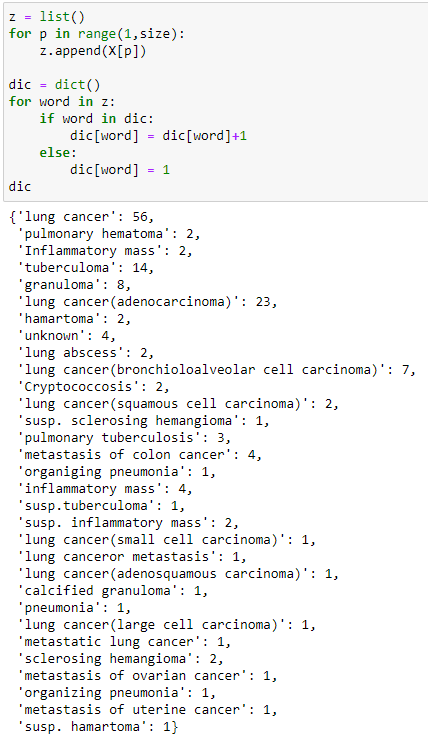 z = list()
for p in range(1,size):
    z.append(X[p])

dic = dict()
for word in z:
    if word in dic:
        dic[word] = dic[word]+1
    else:
        dic[word] = 1
dic
{'lung cancer': 56,
 'pulmonary hematoma': 2,
 'Inflammatory mass': 2,
 'tuberculoma': 14,
 'granuloma': 8,
 'lung cancer(adenocarcinoma)': 23,
 'hamartoma': 2,
 'unknown': 4,
 'lung abscess': 2,
 'lung cancer(bronchioloalveolar cell carcinoma)': 7,
 'Cryptococcosis': 2,
 'lung cancer(squamous cell carcinoma)': 2,
 'susp. sclerosing hemangioma': 1,
 'pulmonary tuberculosis': 3,
 'metastasis of colon cancer': 4,
 'organiging pneumonia': 1,
 'inflammatory mass': 4,
 'susp.tuberculoma': 1,
 'susp. inflammatory mass': 2,
 'lung cancer(small cell carcinoma)': 1,
 'lung canceror metastasis': 1,
 'lung cancer(adenosquamous carcinoma)': 1,
 'calcified granuloma': 1,
 'pneumonia': 1,
 'lung cancer(large cell carcinoma)': 1,
 'metastatic lung cancer': 1,
 'sclerosing hemangioma': 2,
 'metastasis of ovarian cancer': 1,
 'organizing pneumonia': 1,
 'metastasis of uterine cancer': 1,
 'susp. hamartoma': 1}